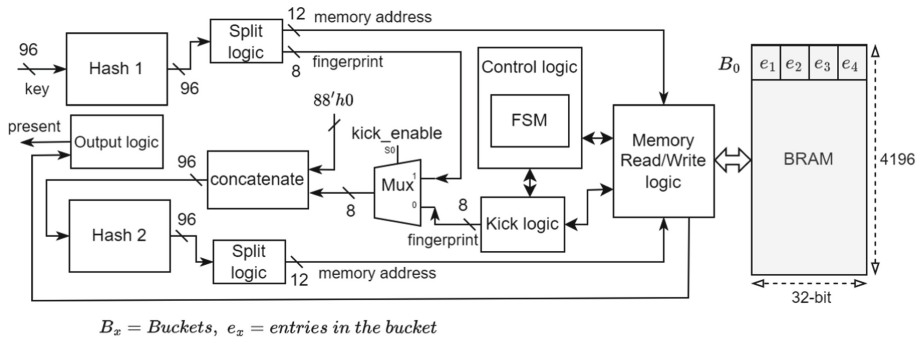 96
key
Hash 1
96
Split
logic
12
memory address
8
fingerprint
Control logic
FSM
B0
e1 e2 e3 e4
BRAM
4196
32-bit
present
Output logic
88'h0
kick_enable
S0
Mux
1
0
96
concatenate
8
8
fingerprint
Kick logic
Memory
Read/Write
logic
Hash 2
96
Split
logic
12
memory address
Bx = Buckets, ex = entries in the bucket